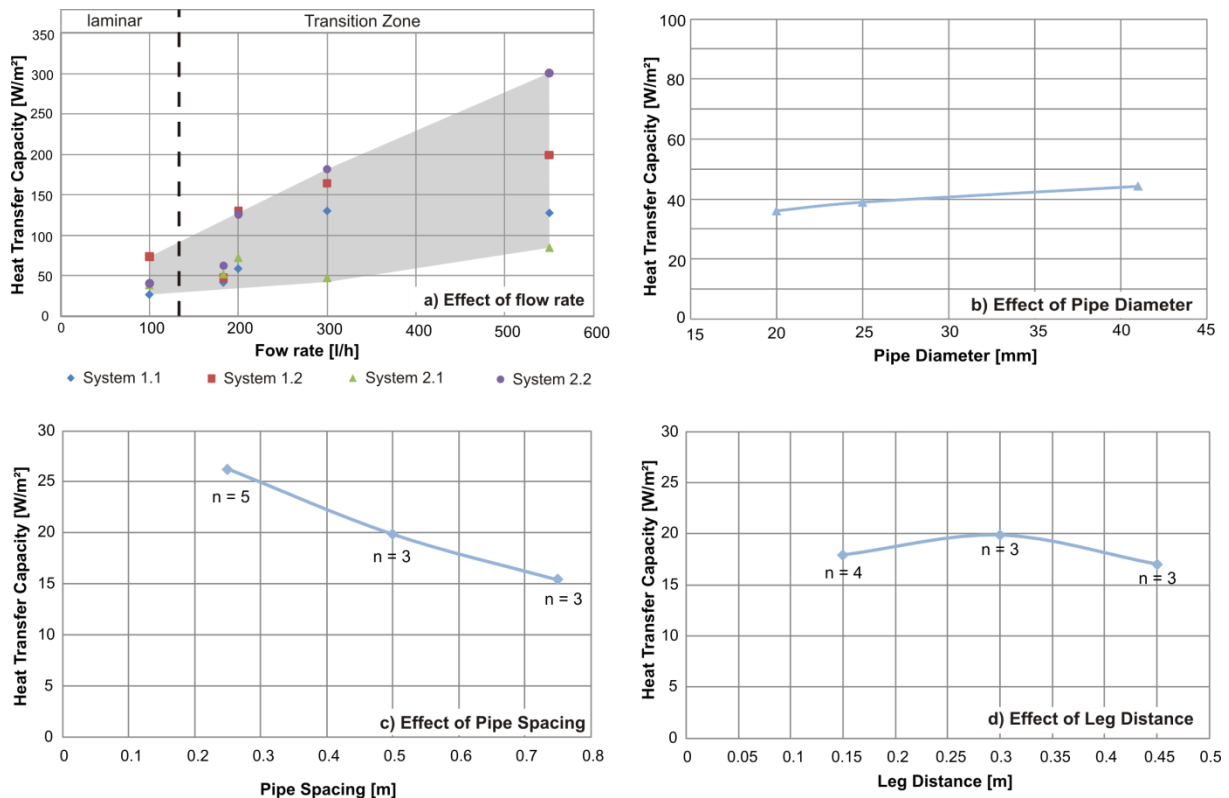 laminar Transition Zone
Heat Transfer Capacity [W/m²]
350
300
250
200
150
100
50
0
a) Effect of flow rate
0 100 200 300 400 500 600
Fow rate [l/h]
System 1.1 System 1.2 System 2.1 System 2.2
Heat Transfer Capacity [W/m²]
100
80
60
40
20
0
b) Effect of Pipe Diameter
15 20 25 30 35 40 45
Pipe Diameter [mm]
Heat Transfer Capacity [W/m²]
30
25
20
15
10
5
0
n = 5
n = 3
n = 3
c) Effect of Pipe Spacing
0 0.1 0.2 0.3 0.4 0.5 0.6 0.7 0.8
Pipe Spacing [m]
Heat Transfer Capacity [W/m²]
30
25
20
15
10
5
0
n = 4
n = 3
n = 3
d) Effect of Leg Distance
0 0.05 0.1 0.15 0.2 0.25 0.3 0.35 0.4 0.45 0.5
Leg Distance [m]